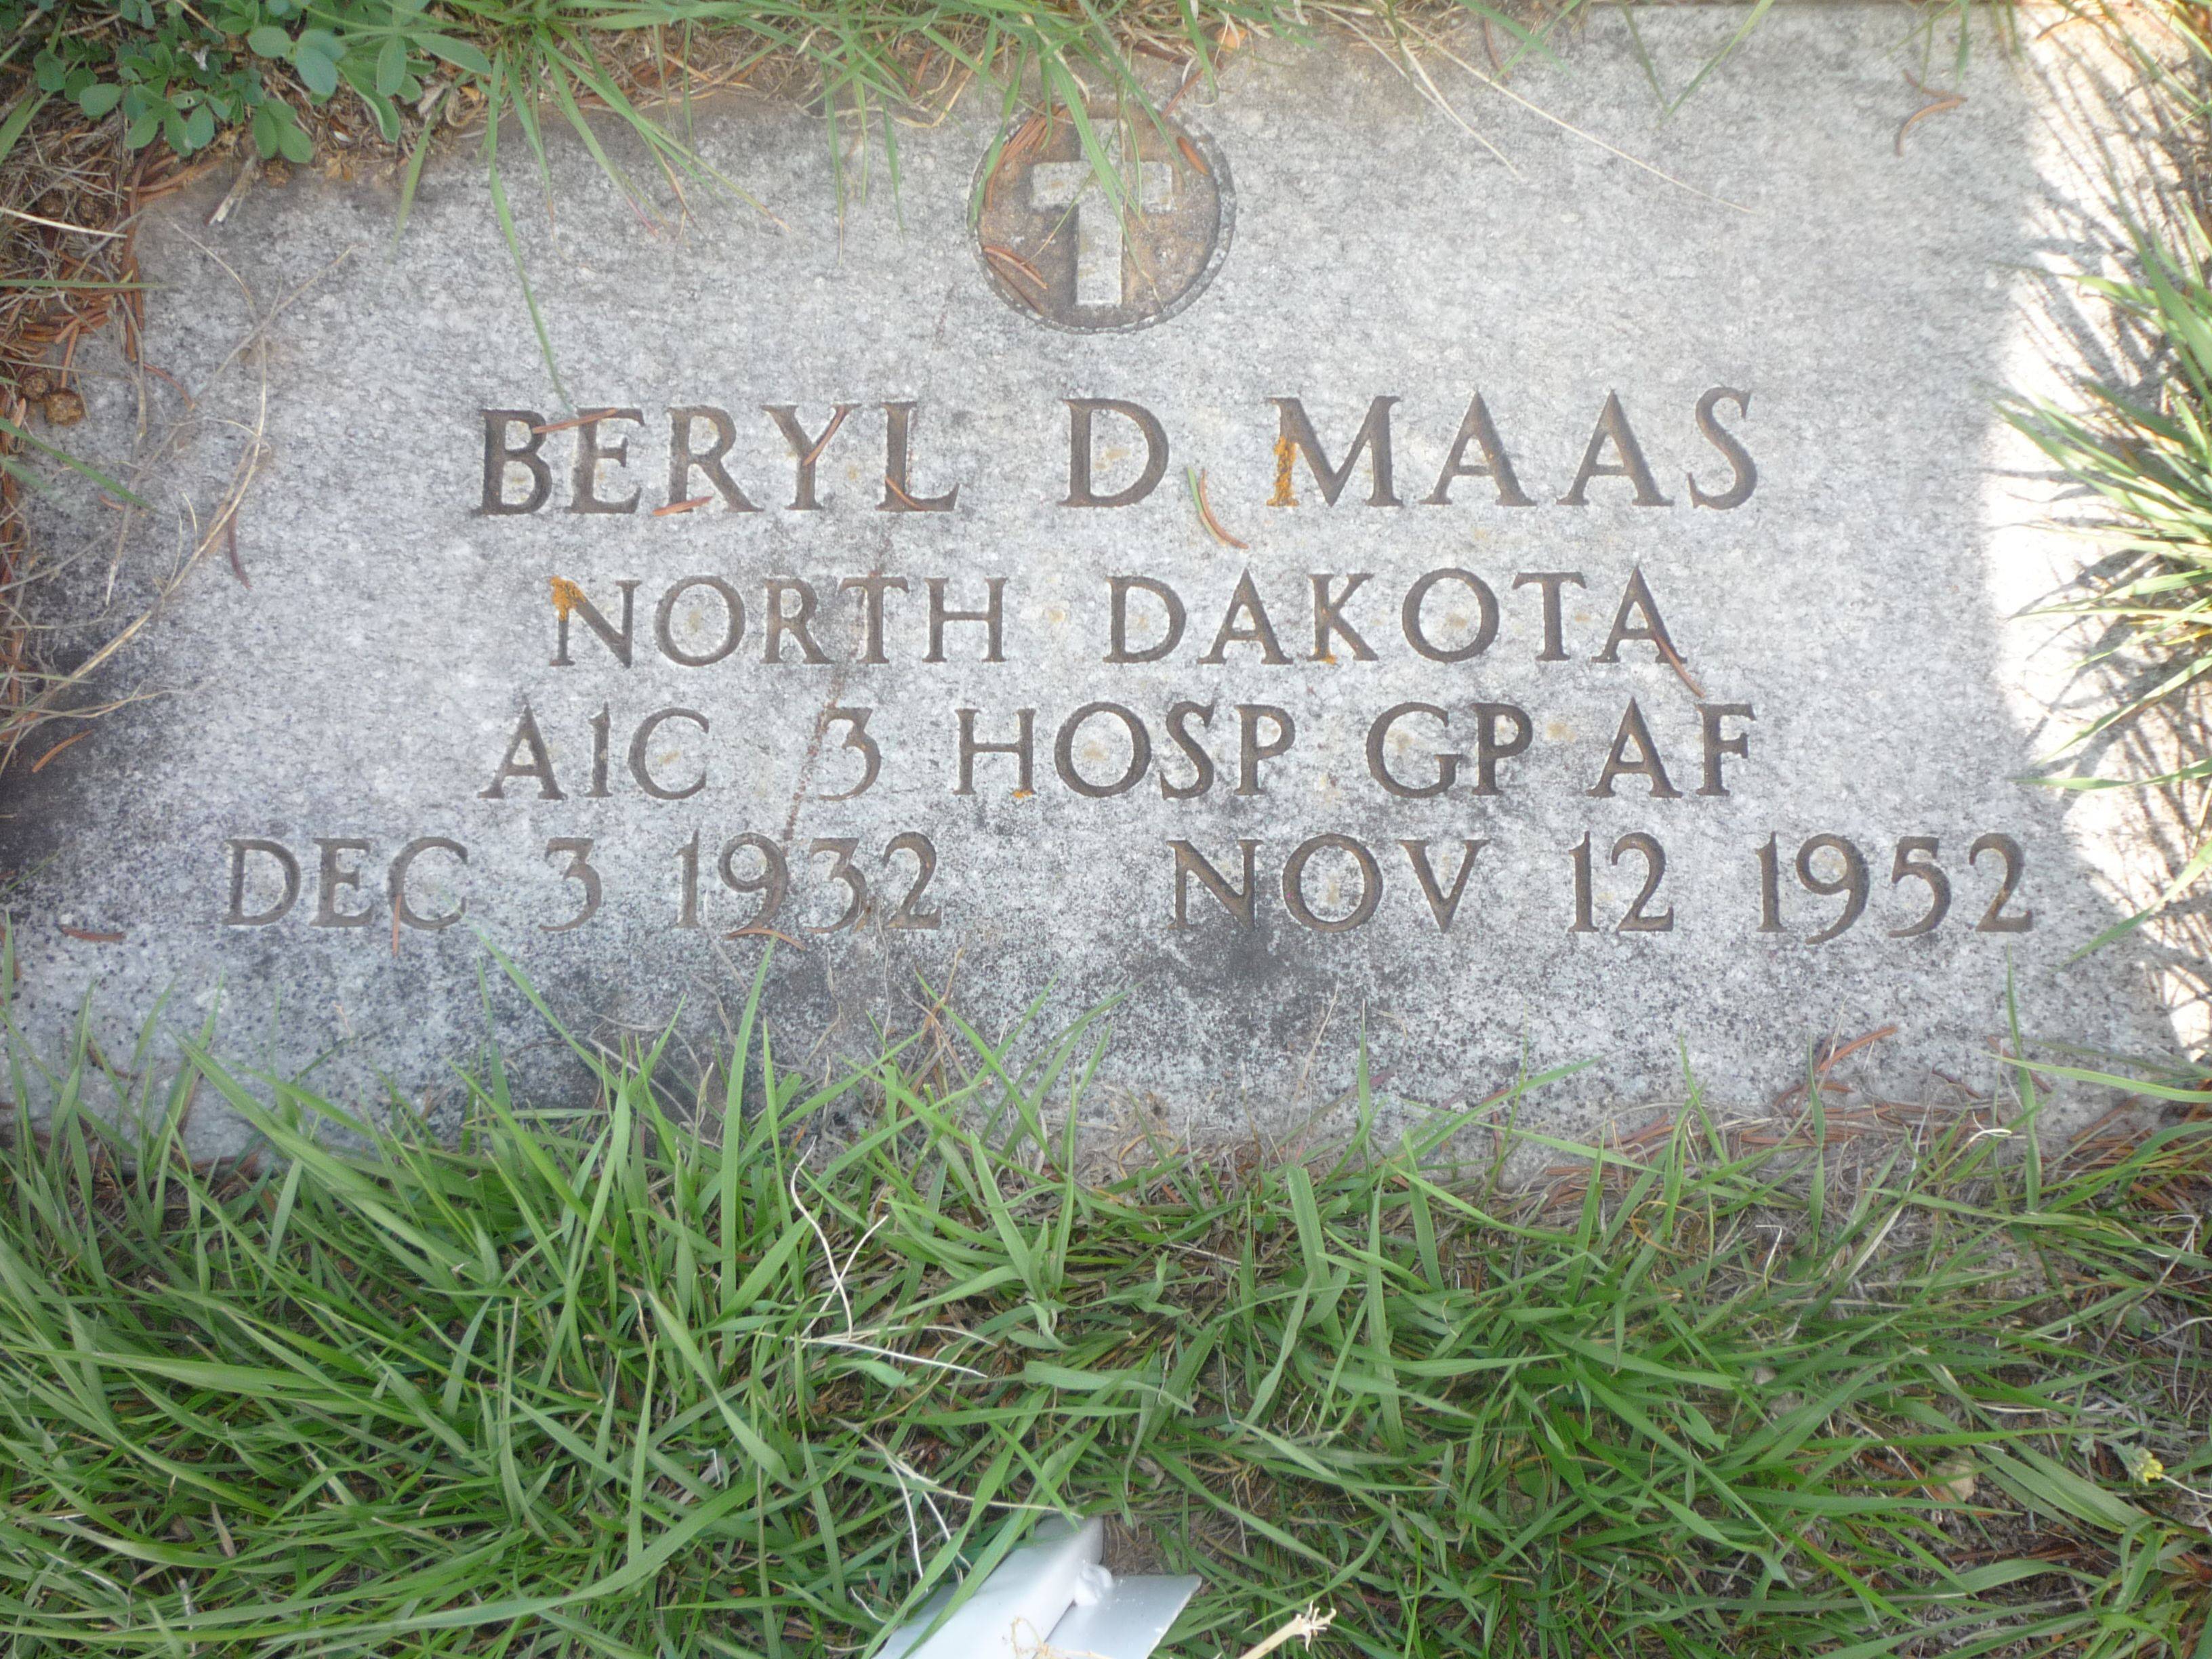 BERYL D MAAS
NORTH DAKOTA
A1C 3 HOSP GP AF
DEC 3 1932 NOV 12 1952